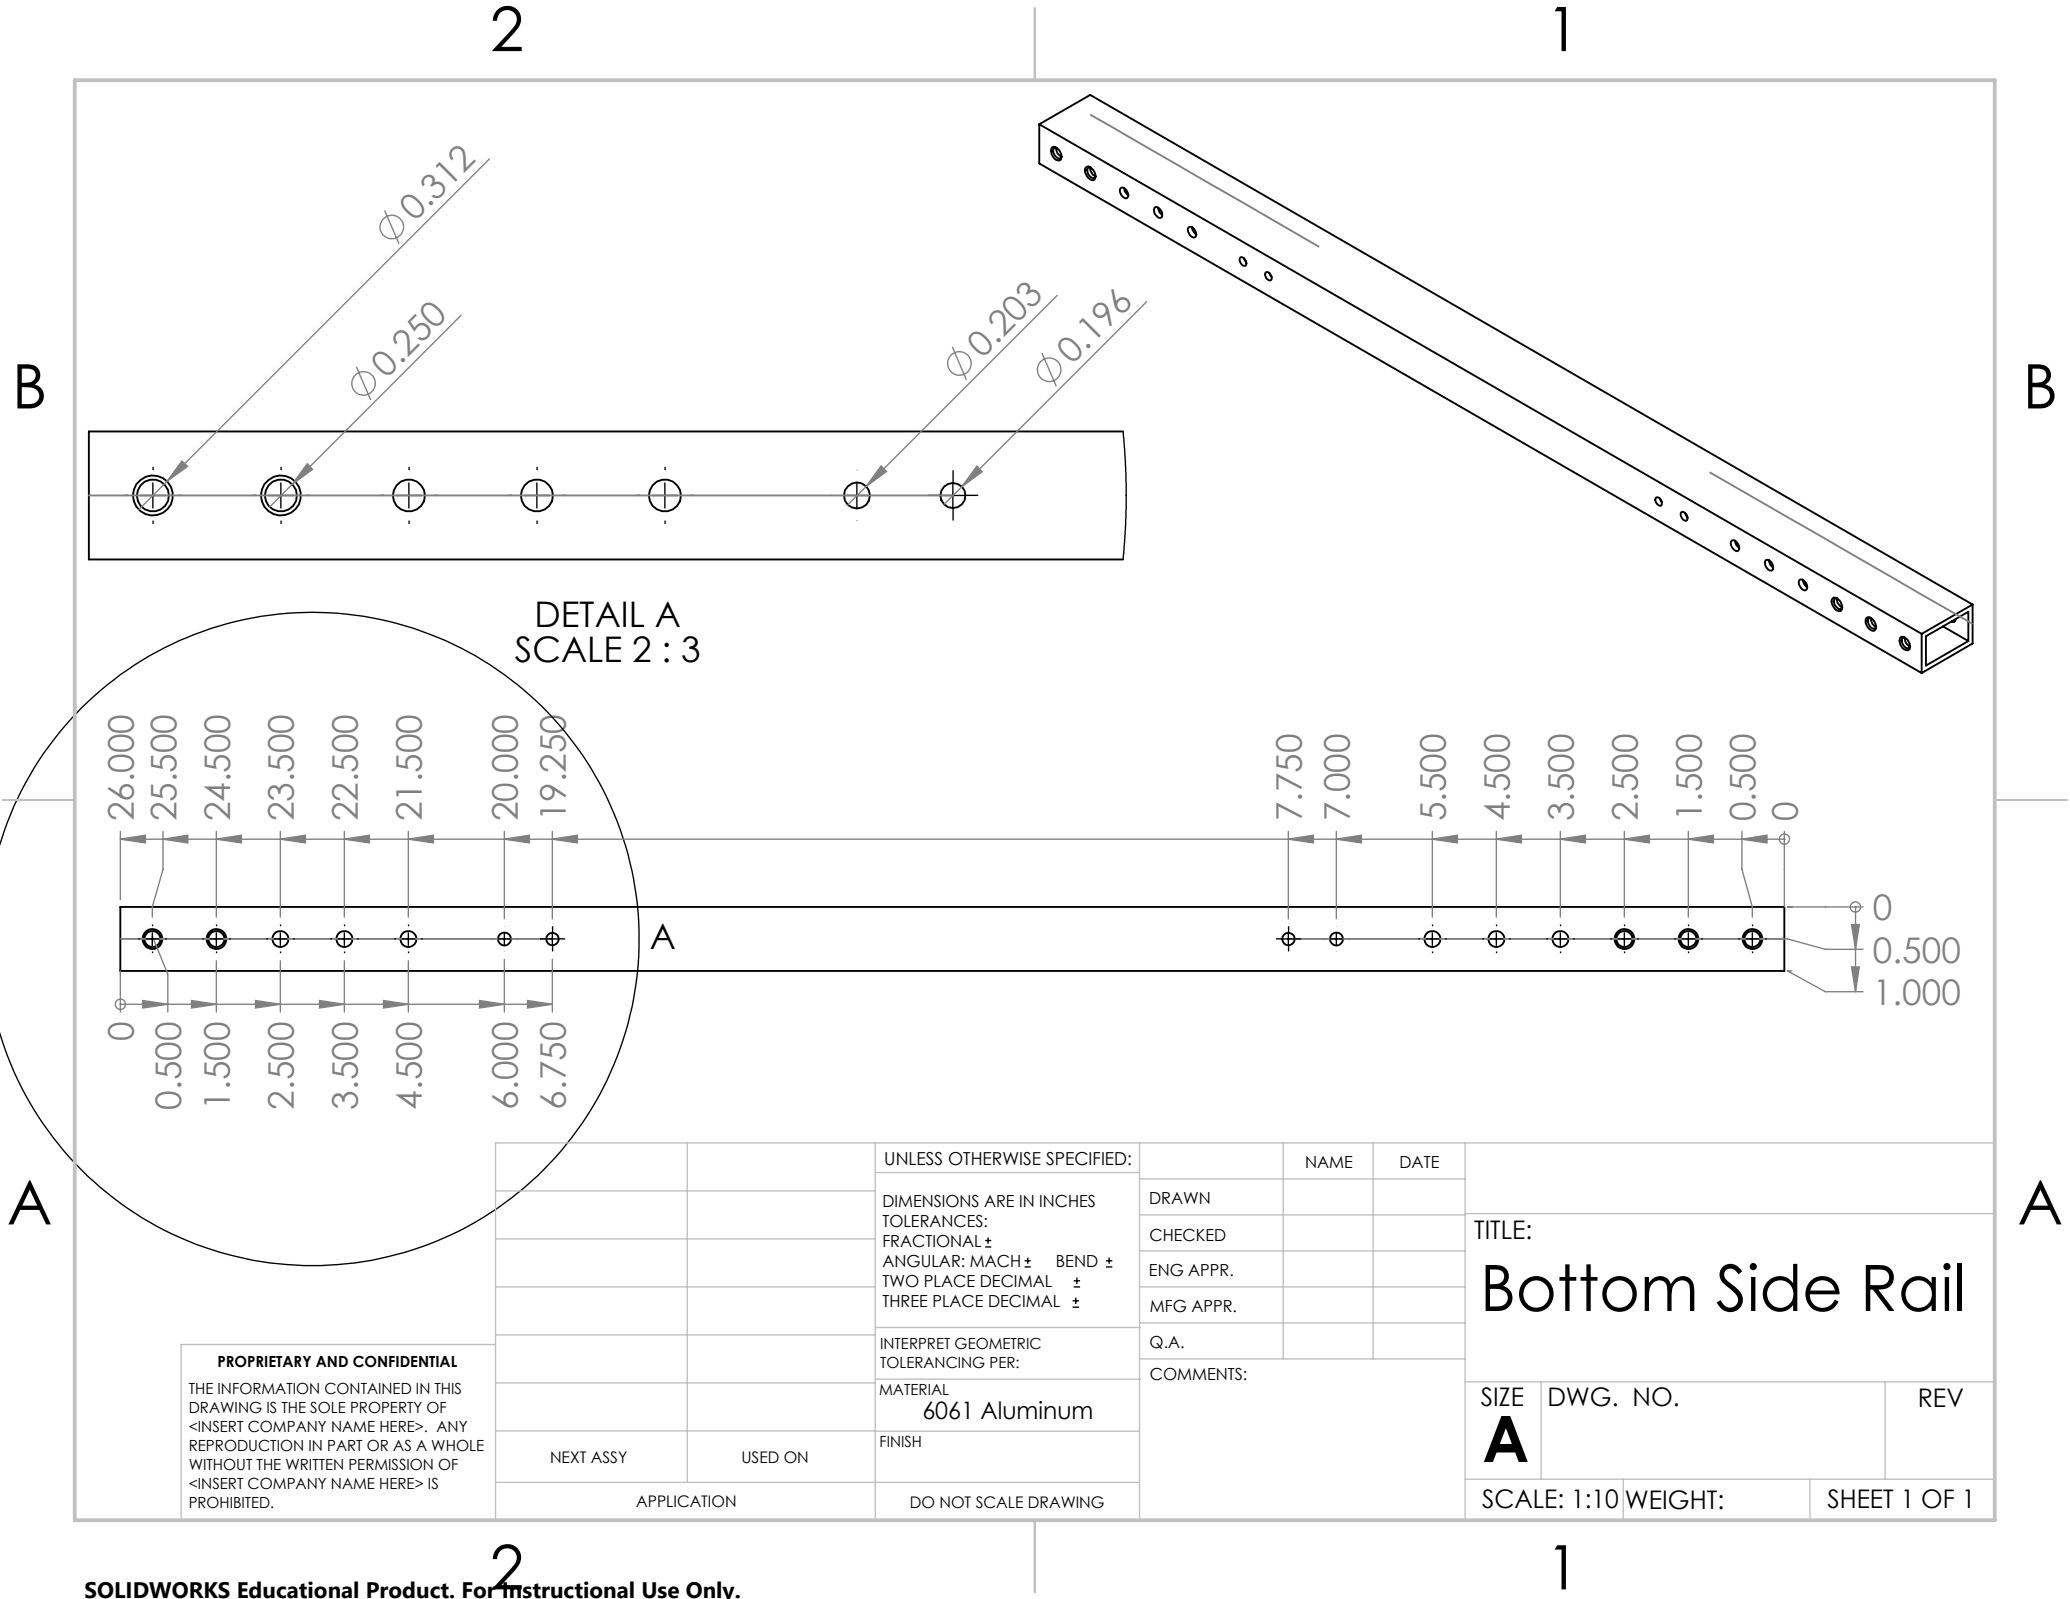 2
1
B
B
A
A
2
1
∅0.312
∅0.250
∅0.203
∅0.196
DETAIL A
SCALE 2 : 3
26.000
25.500
24.500
23.500
22.500
21.500
20.000
19.250
7.750
7.000
5.500
4.500
3.500
2.500
1.500
0.500
0
A
0
0.500
1.000
0
0.500
1.500
2.500
3.500
4.500
6.000
6.750
PROPRIETARY AND CONFIDENTIAL
THE INFORMATION CONTAINED IN THIS
DRAWING IS THE SOLE PROPERTY OF
<INSERT COMPANY NAME HERE>. ANY
REPRODUCTION IN PART OR AS A WHOLE
WITHOUT THE WRITTEN PERMISSION OF
<INSERT COMPANY NAME HERE> IS
PROHIBITED.
NEXT ASSY
USED ON
APPLICATION
UNLESS OTHERWISE SPECIFIED:
DIMENSIONS ARE IN INCHES
TOLERANCES:
FRACTIONAL ±
ANGULAR: MACH ± BEND ±
TWO PLACE DECIMAL ±
THREE PLACE DECIMAL ±
INTERPRET GEOMETRIC
TOLERANCING PER:
MATERIAL
6061 Aluminum
FINISH
DO NOT SCALE DRAWING
NAME
DATE
DRAWN
CHECKED
ENG APPR.
MFG APPR.
Q.A.
COMMENTS:
TITLE:
Bottom Side Rail
SIZE
A
DWG. NO.
REV
SCALE: 1:10
WEIGHT:
SHEET 1 OF 1
SOLIDWORKS Educational Product. For Instructional Use Only.